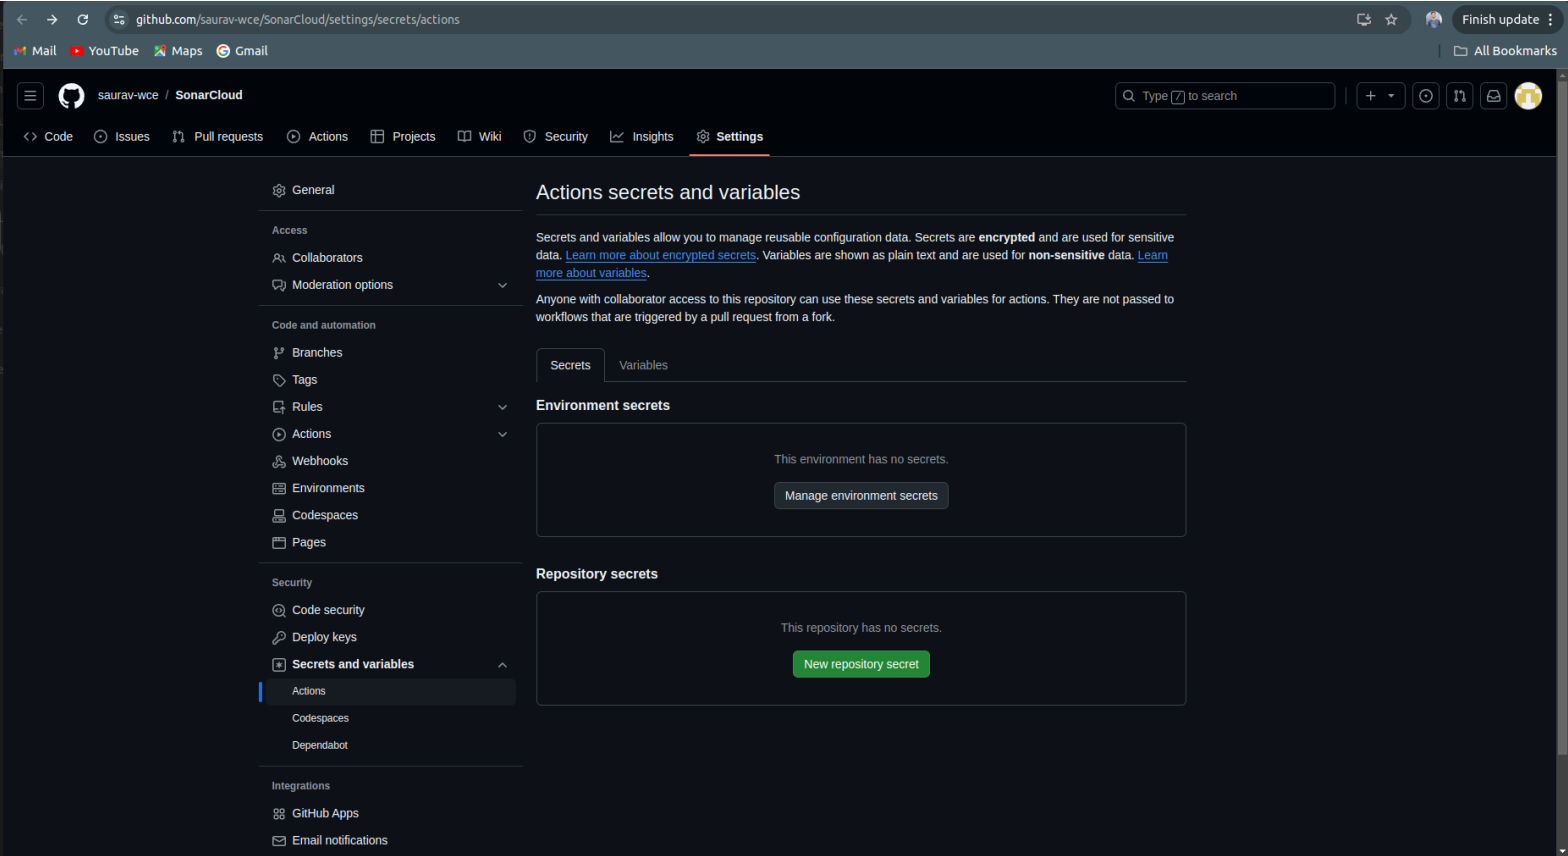 github.com/saurav-wce/SonarCloud/settings/secrets/actions
Finish update
Mail YouTube Maps Gmail
All Bookmarks
saurav-wce / SonarCloud
Type / to search
Code Issues Pull requests Actions Projects Wiki Security Insights Settings
General
Access
Collaborators
Moderation options
Code and automation
Branches
Tags
Rules
Actions
Webhooks
Environments
Codespaces
Pages
Security
Code security
Deploy keys
Secrets and variables
Actions
Codespaces
Dependabot
Integrations
GitHub Apps
Email notifications
Actions secrets and variables
Secrets and variables allow you to manage reusable configuration data. Secrets are encrypted and are used for sensitive
data. Learn more about encrypted secrets. Variables are shown as plain text and are used for non-sensitive data. Learn
more about variables.
Anyone with collaborator access to this repository can use these secrets and variables for actions. They are not passed to
workflows that are triggered by a pull request from a fork.
Secrets Variables
Environment secrets
This environment has no secrets.
Manage environment secrets
Repository secrets
This repository has no secrets.
New repository secret